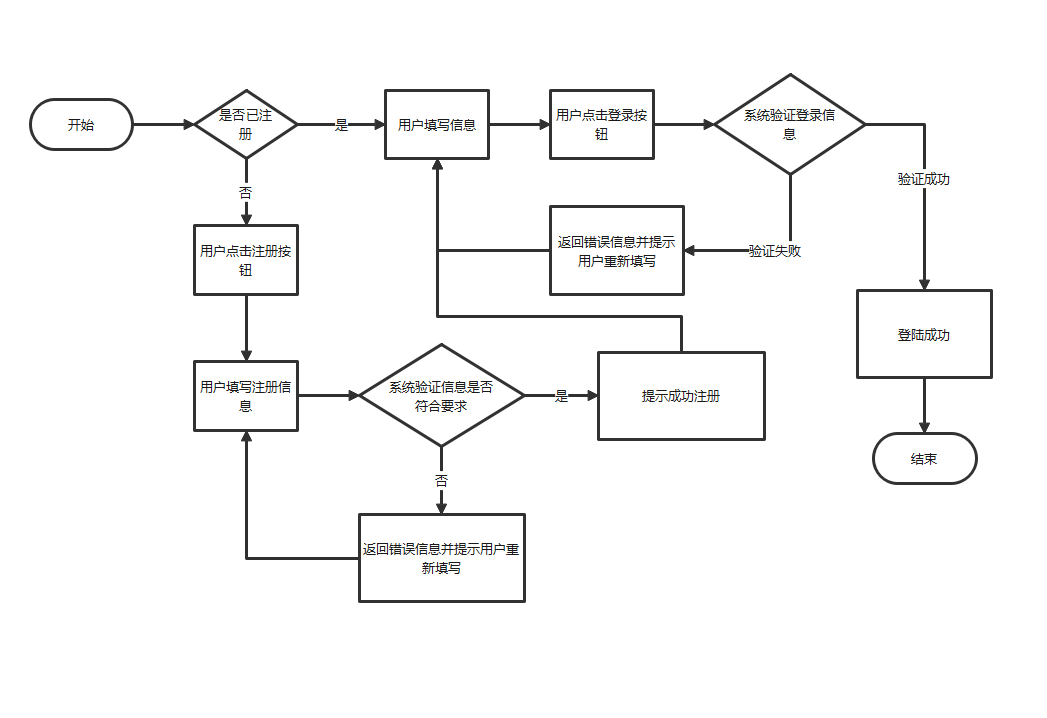 开始
是否已注
册
是
用户填写信息
用户点击登录按
钮
系统验证登录信
息
验证成功
否
用户点击注册按
钮
返回错误信息并提示
用户重新填写
验证失败
登陆成功
用户填写注册信
息
系统验证信息是否
符合要求
是
提示成功注册
结束
否
返回错误信息并提示用户重
新填写